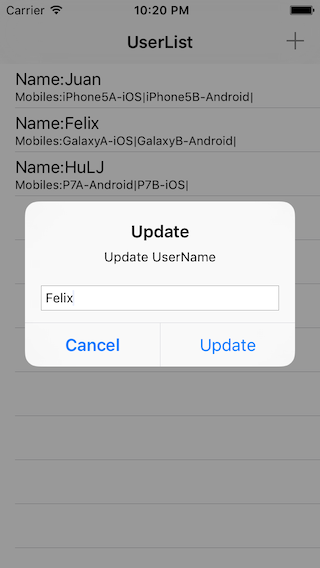 Carrier 10:20 PM
UserList
Name:Juan
Mobiles:iPhone5A-iOS|iPhone5B-Android|
Name:Felix
Mobiles:GalaxyA-iOS|GalaxyB-Android|
Name:HuLJ
Mobiles:P7A-Android|P7B-iOS|
Update
Update UserName
Felix
Cancel Update